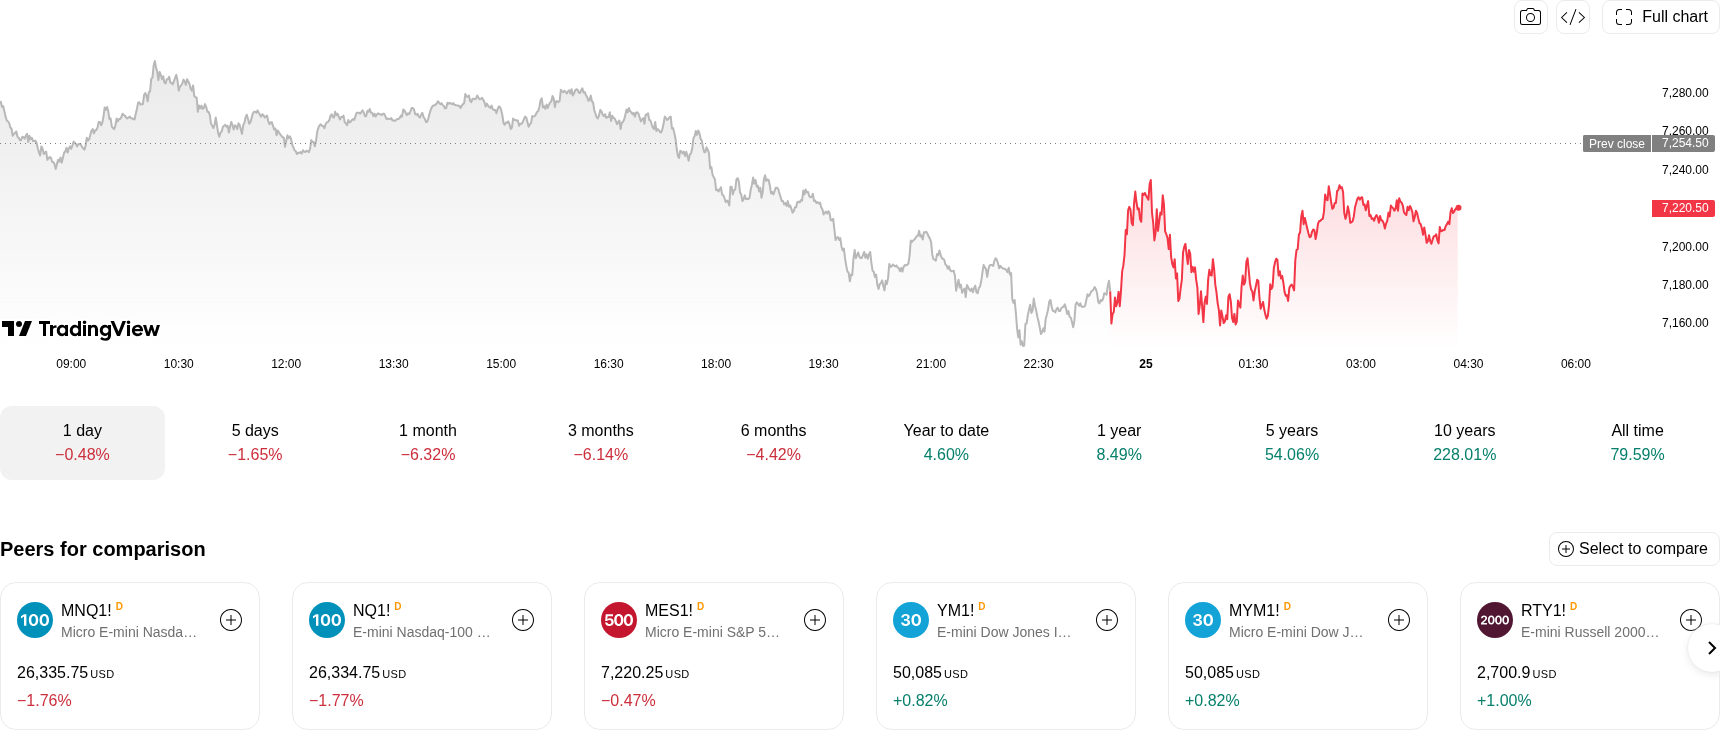 Full chart
7,280.00
7,260.00
Prev close 7,254.50
7,240.00
7,220.50
7,200.00
7,180.00
7,160.00
TradingView
09:00 10:30 12:00 13:30 15:00 16:30 18:00 19:30 21:00 22:30 25 01:30 03:00 04:30 06:00
1 day 5 days 1 month 3 months 6 months Year to date 1 year 5 years 10 years All time
−0.48% −1.65% −6.32% −6.14% −4.42% 4.60% 8.49% 54.06% 228.01% 79.59%
Peers for comparison
Select to compare
100 MNQ1! D
Micro E-mini Nasda…
26,335.75 USD
−1.76%
100 NQ1! D
E-mini Nasdaq-100 …
26,334.75 USD
−1.77%
500 MES1! D
Micro E-mini S&P 5…
7,220.25 USD
−0.47%
30 YM1! D
E-mini Dow Jones I…
50,085 USD
+0.82%
30 MYM1! D
Micro E-mini Dow J…
50,085 USD
+0.82%
2000 RTY1! D
E-mini Russell 2000…
2,700.9 USD
+1.00%